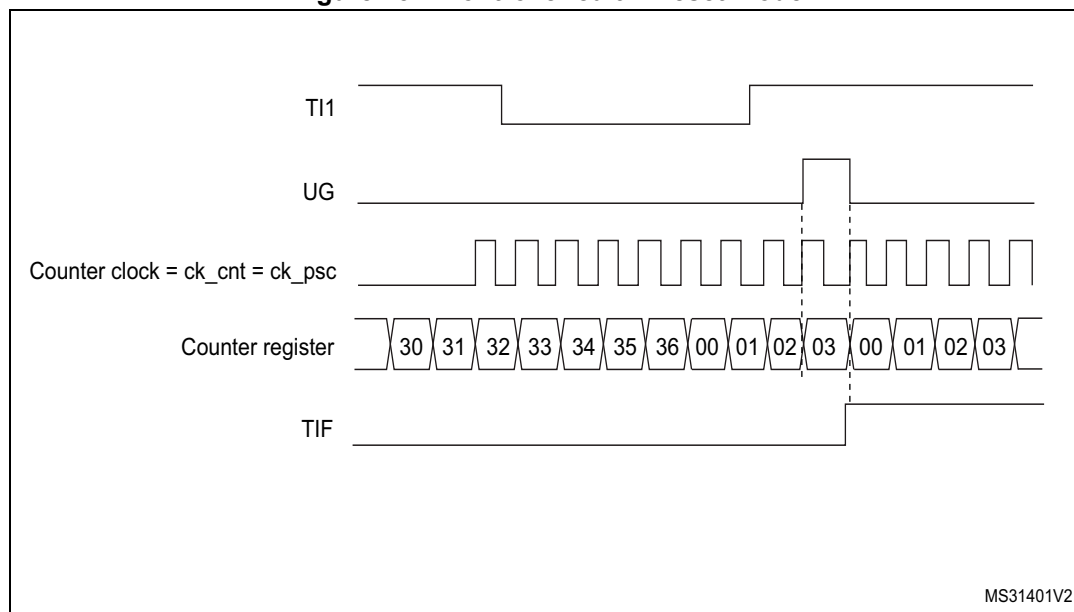 TI1
UG
Counter clock = ck_cnt = ck_psc
Counter register 30 31 32 33 34 35 36 00 01 02 03 00 01 02 03
TIF
MS31401V2